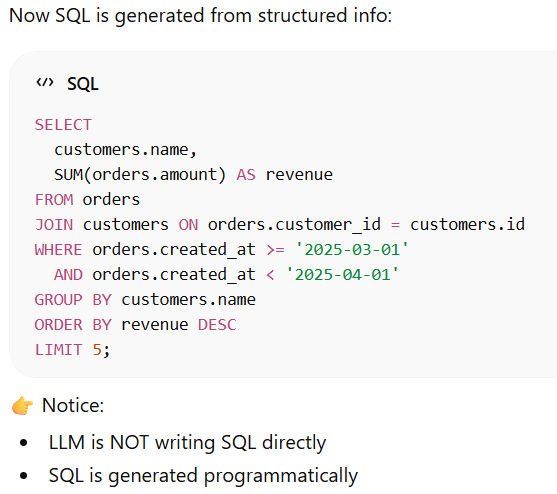 Now SQL is generated from structured info:
</> SQL
SELECT
  customers.name,
  SUM(orders.amount) AS revenue
FROM orders
JOIN customers ON orders.customer_id = customers.id
WHERE orders.created_at >= '2025-03-01'
  AND orders.created_at < '2025-04-01'
GROUP BY customers.name
ORDER BY revenue DESC
LIMIT 5;
👉 Notice:
• LLM is NOT writing SQL directly
• SQL is generated programmatically